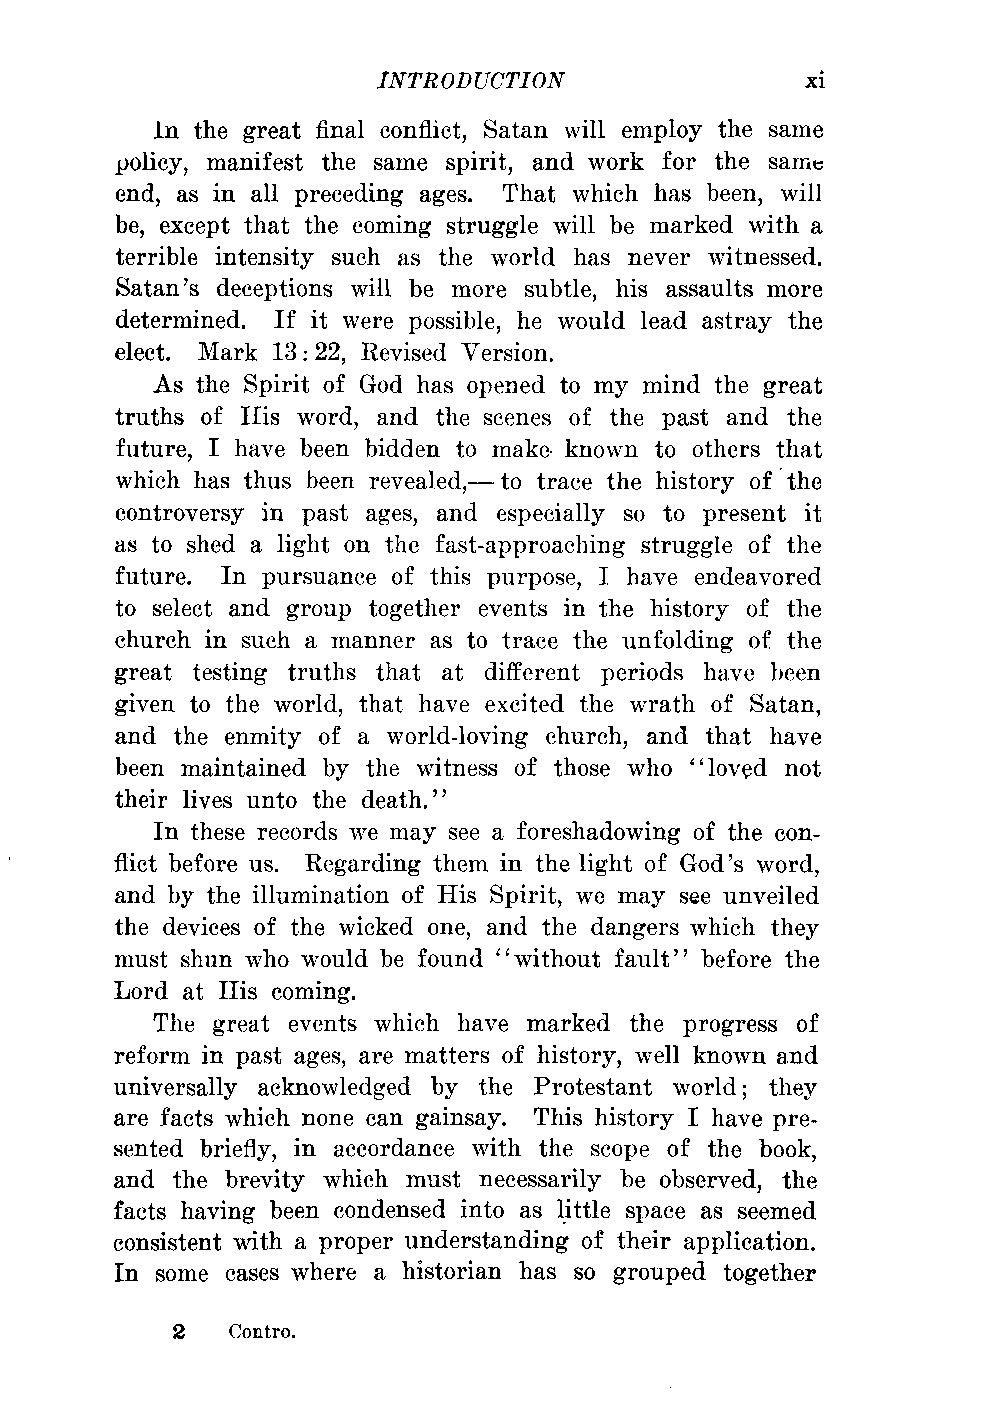 INTRODUCTION xi
In the great final conflict, Satan will employ the same
policy, manifest the same spirit, and work for the same
end, as in all preceding ages. That which has been, will
be, except that the coming struggle will be marked with a
terrible intensity such as the world has never witnessed.
Satan's deceptions will be more subtle, his assaults more
determined. If it were possible, he would lead astray the
elect. Mark 13:22, Revised Version.
As the Spirit of God has opened to my mind the great
truths of His word, and the scenes of the past and the
future, I have been bidden to make known to others that
which has thus been revealed,—to trace the history of the
controversy in past ages, and especially so to present it
as to shed a light on the fast-approaching struggle of the
future. In pursuance of this purpose, I have endeavored
to select and group together events in the history of the
church in such a manner as to trace the unfolding of the
great testing truths that at different periods have been
given to the world, that have excited the wrath of Satan,
and the enmity of a world-loving church, and that have
been maintained by the witness of those who "loved not
their lives unto the death."
In these records we may see a foreshadowing of the con-
flict before us. Regarding them in the light of God's word,
and by the illumination of His Spirit, we may see unveiled
the devices of the wicked one, and the dangers which they
must shun who would be found "without fault" before the
Lord at His coming.
The great events which have marked the progress of
reform in past ages, are matters of history, well known and
universally acknowledged by the Protestant world; they
are facts which none can gainsay. This history I have pre-
sented briefly, in accordance with the scope of the book,
and the brevity which must necessarily be observed, the
facts having been condensed into as little space as seemed
consistent with a proper understanding of their application.
In some cases where a historian has so grouped together
2 Contro.